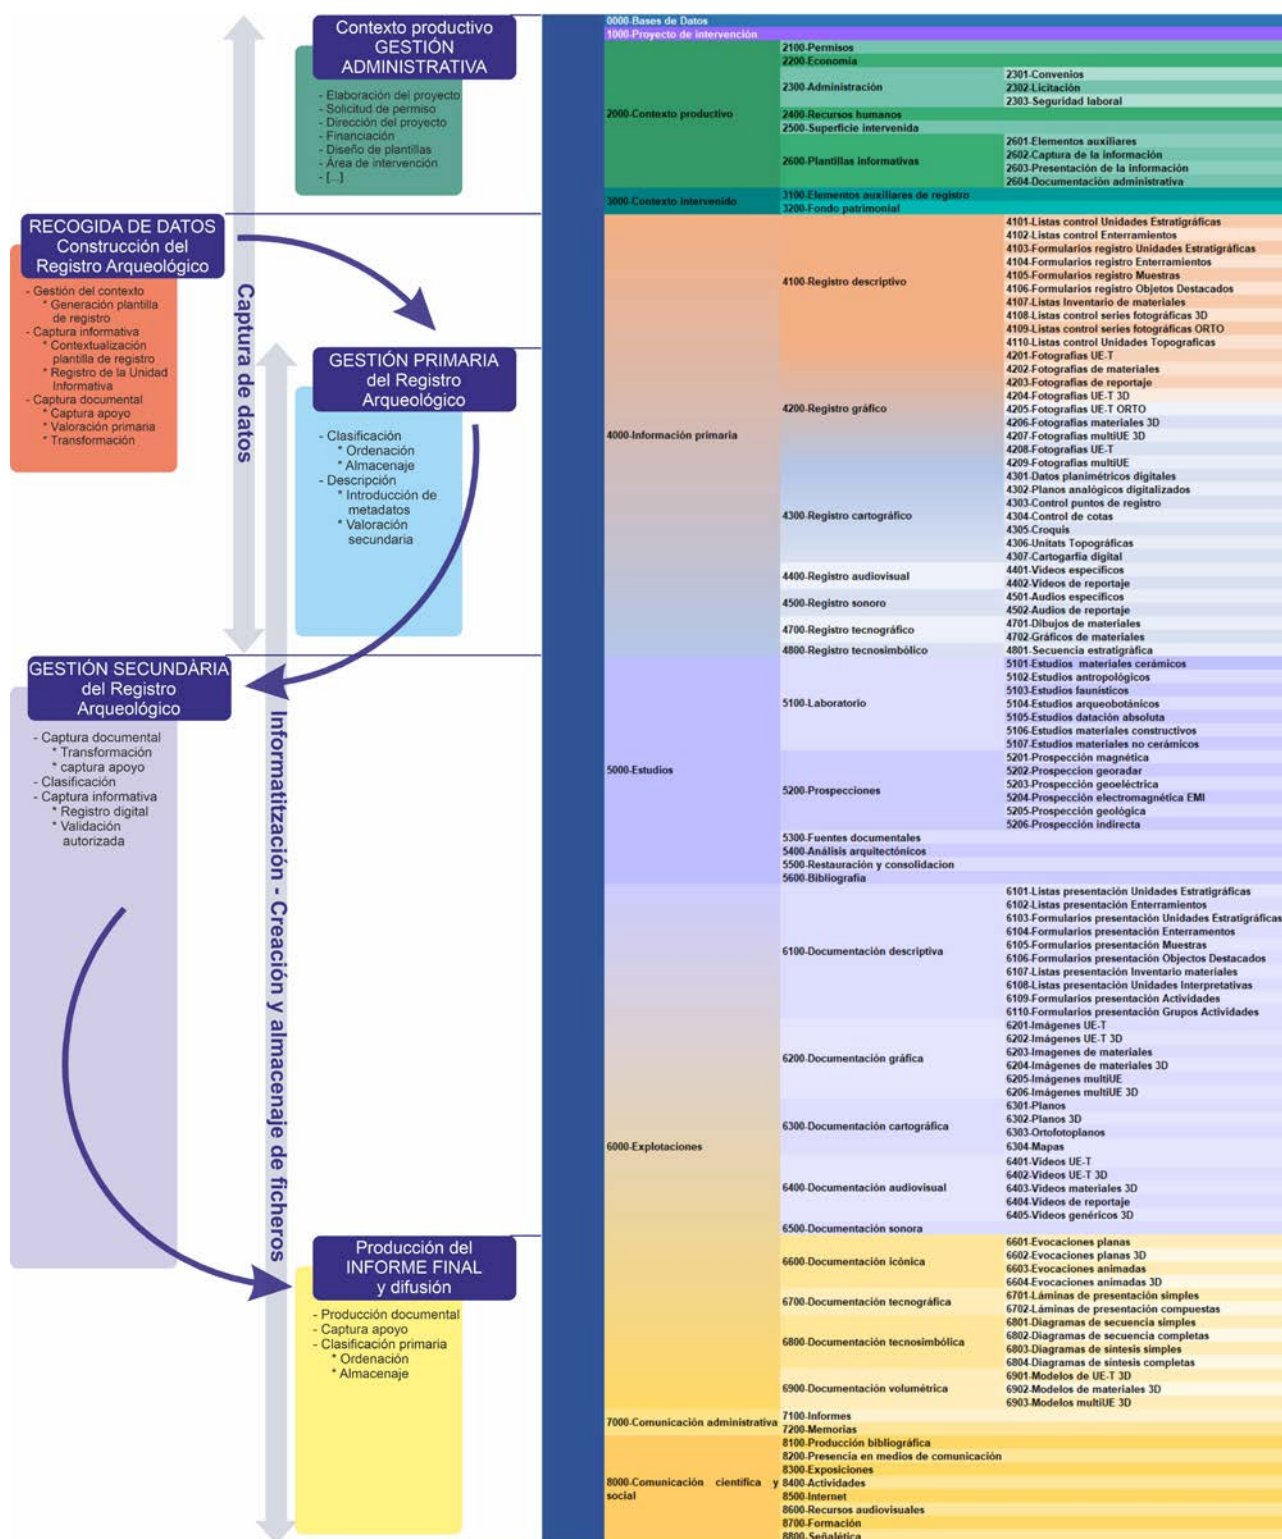 Contexto productivo
GESTIÓN
ADMINISTRATIVA
- Elaboración del proyecto
- Solicitud de permiso
- Dirección del proyecto
- Financiación
- Diseño de plantillas
- Área de intervención
- [...]
RECOGIDA DE DATOS
Construcción del
Registro Arqueológico
- Gestión del contexto
* Generación plantilla
de registro
- Captura informativa
* Contextualización
plantilla de registro
* Registro de la Unidad
Informativa
- Captura documental
* Captura apoyo
* Valoración primaria
* Transformación
Captura de datos
GESTIÓN PRIMARIA
del Registro
Arqueológico
- Clasificación
* Ordenación
* Almacenaje
- Descripción
* Introducción de
metadatos
* Valoración
secundaria
GESTIÓN SECUNDÀRIA
del Registro
Arqueológico
- Captura documental
* Transformación
* captura apoyo
- Clasificación
- Captura informativa
* Registro digital
* Validación
autorizada
Informatització - Creación y almacenaje de ficheros
Producción del
INFORME FINAL
y difusión
- Producción documental
- Captura apoyo
- Clasificación primaria
* Ordenación
* Almacenaje
0000-Bases de Datos
1000-Proyecto de intervención
2000-Contexto productivo
2100-Permisos
2200-Economía
2300-Administración
2301-Convenios
2302-Licitación
2303-Seguridad laboral
2400-Recursos humanos
2500-Superficie intervenida
2600-Plantillas informativas
2601-Elementos auxiliares
2602-Captura de la información
2603-Presentación de la información
2604-Documentación administrativa
3000-Contexto intervenido
3100-Elementos auxiliares de registro
3200-Fondo patrimonial
4000-Información primaria
4100-Registro descriptivo
4101-Listas control Unidades Estratigráficas
4102-Listas control Enterramientos
4103-Formularios registro Unidades Estratigráficas
4104-Formularios registro Enterramientos
4105-Formularios registro Muestras
4106-Formularios registro Objetos Destacados
4107-Listas Inventario de materiales
4108-Listas control series fotográficas 3D
4109-Listas control series fotográficas ORTO
4110-Listas control Unidades Topograficas
4200-Registro gráfico
4201-Fotografias UE-T
4202-Fotografias de materiales
4203-Fotografias de reportaje
4204-Fotografias UE-T 3D
4205-Fotografias UE-T ORTO
4206-Fotografias materiales 3D
4207-Fotografias multiUE 3D
4208-Fotografias UE-T
4209-Fotografias multiUE
4300-Registro cartográfico
4301-Datos planimétricos digitales
4302-Planos analógicos digitalizados
4303-Control puntos de registro
4304-Control de cotas
4305-Croquis
4306-Unitats Topográficas
4307-Cartogarfía digital
4400-Registro audiovisual
4401-Videos específicos
4402-Videos de reportaje
4500-Registro sonoro
4501-Audios específicos
4502-Audios de reportaje
4700-Registro tecnográfico
4701-Dibujos de materiales
4702-Gráficos de materiales
4800-Registro tecnosimbólico
4801-Secuencia estratigráfica
5000-Estudios
5100-Laboratorio
5101-Estudios materiales cerámicos
5102-Estudios antropológicos
5103-Estudios faunísticos
5104-Estudios arqueobotánicos
5105-Estudios datación absoluta
5106-Estudios materiales constructivos
5107-Estudios materiales no cerámicos
5200-Prospecciones
5201-Prospección magnética
5202-Prospeccion georadar
5203-Prospección geoeléctrica
5204-Prospección electromagnética EMI
5205-Prospección geológica
5206-Prospección indirecta
5300-Fuentes documentales
5400-Análisis arquitectónicos
5500-Restauración y consolidacion
5600-Bibliografia
6000-Explotaciones
6100-Documentación descriptiva
6101-Listas presentación Unidades Estratigráficas
6102-Listas presentación Enterramientos
6103-Formularios presentación Unidades Estratigráficas
6104-Formularios presentación Enterramentos
6105-Formularios presentación Muestras
6106-Formularios presentación Objectos Destacados
6107-Listas presentación Inventario materiales
6108-Listas presentación Unidades Interpretativas
6109-Formularios presentación Actividades
6110-Formularios presentación Grupos Actividades
6200-Documentación gráfica
6201-Imágenes UE-T
6202-Imágenes UE-T 3D
6203-Imagenes de materiales
6204-Imágenes de materiales 3D
6205-Imágenes multiUE
6206-Imágenes multiUE 3D
6300-Documentación cartográfica
6301-Planos
6302-Planos 3D
6303-Ortofotoplanos
6304-Mapas
6400-Documentación audiovisual
6401-Videos UE-T
6402-Videos UE-T 3D
6403-Videos materiales 3D
6404-Videos de reportaje
6405-Videos genéricos 3D
6500-Documentación sonora
6600-Documentación icónica
6601-Evocaciones planas
6602-Evocaciones planas 3D
6603-Evocaciones animadas
6604-Evocaciones animadas 3D
6700-Documentación tecnográfica
6701-Láminas de presentación simples
6702-Láminas de presentación compuestas
6800-Documentación tecnosimbólica
6801-Diagramas de secuencia simples
6802-Diagramas de secuencia completas
6803-Diagramas de síntesis simples
6804-Diagramas de síntesis completas
6900-Documentación volumétrica
6901-Modelos de UE-T 3D
6902-Modelos de materiales 3D
6903-Modelos multiUE 3D
7000-Comunicación administrativa
7100-Informes
7200-Memorias
8000-Comunicación científica y
social
8100-Producción bibliográfica
8200-Presencia en medios de comunicación
8300-Exposiciones
8400-Actividades
8500-Internet
8600-Recursos audiovisuales
8700-Formación
8800-Señalética